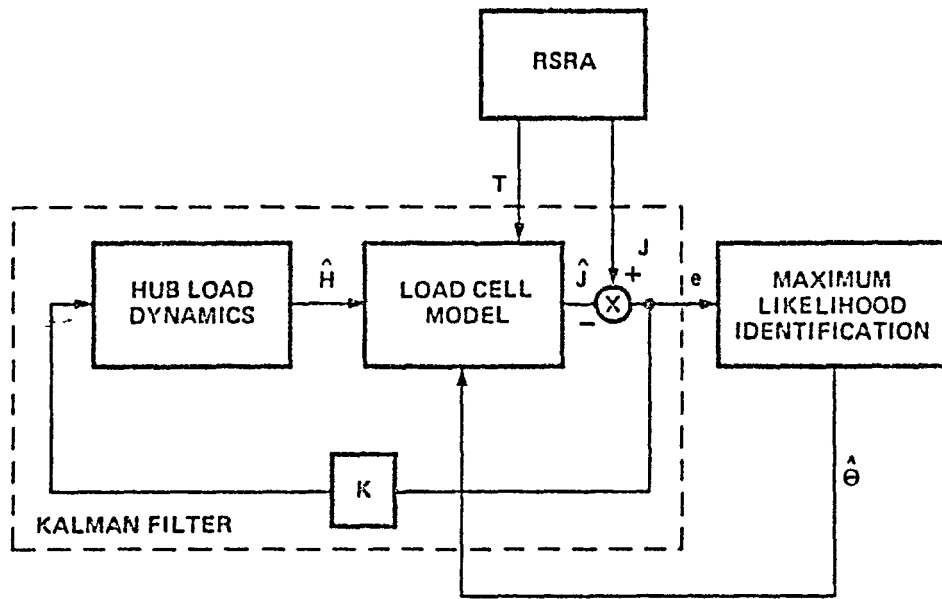 RSRA
T
J
HUB LOAD
DYNAMICS
Ĥ
LOAD CELL
MODEL
Ĵ
+
−
X
e
MAXIMUM
LIKELIHOOD
IDENTIFICATION
K
Θ̂
KALMAN FILTER